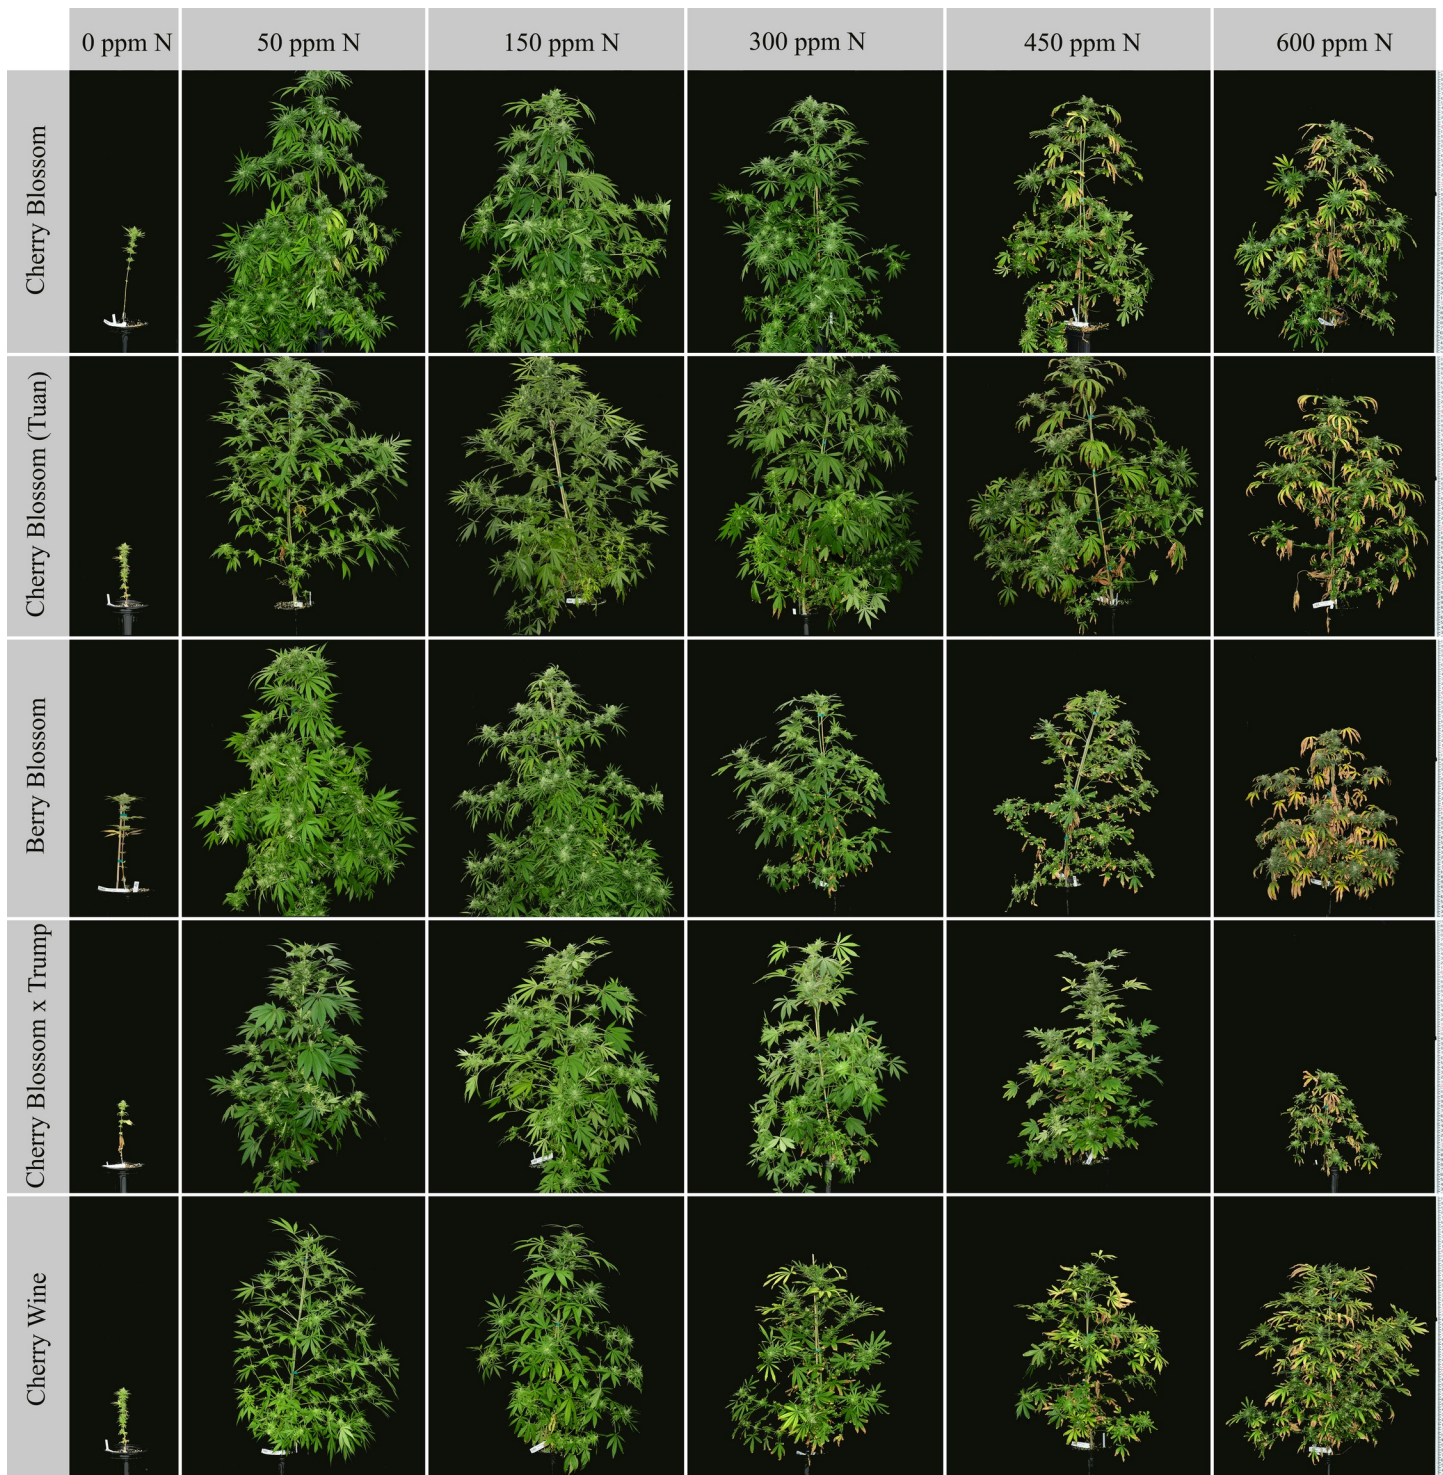 0 ppm N
50 ppm N
150 ppm N
300 ppm N
450 ppm N
600 ppm N
Cherry Blossom
Cherry Blossom (Tuan)
Berry Blossom
Cherry Blossom x Trump
Cherry Wine